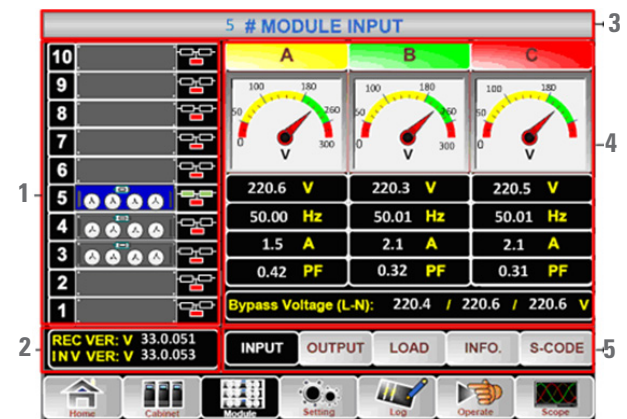 5 # MODULE INPUT
3
10
9
8
7
6
5
4
3
2
1
1
A B C
100 180
50 260
0 300
V
100 180
50 260
0 300
V
100 180
50 260
0 300
V
4
220.6 V 220.3 V 220.5 V
50.00 Hz 50.01 Hz 50.01 Hz
1.5 A 2.1 A 2.1 A
0.42 PF 0.32 PF 0.31 PF
Bypass Voltage (L-N): 220.4 / 220.6 / 220.6 V
2
REC VER: V 33.0.051
INV VER: V 33.0.053
INPUT OUTPUT LOAD INFO. S-CODE
5
Home Cabinet Module Setting Log Operate Scope